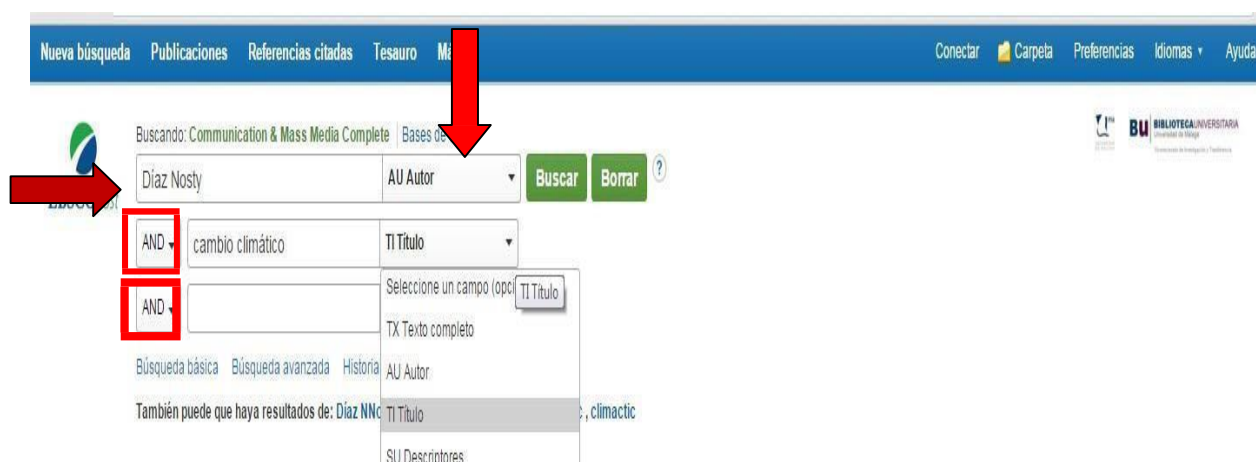 Nueva búsqueda Publicaciones Referencias citadas Tesauro Conectar Carpeta Preferencias Idiomas Ayuda
Buscando: Communication & Mass Media Complete Bases de
Díaz Nosty AU Autor Buscar Borrar ?
BU BIBLIOTECAUNIVERSITARIA
AND cambio climático TI Título
Seleccione un campo (opci TI Título
AND
TX Texto completo
Búsqueda básica Búsqueda avanzada Historia
AU Autor
También puede que haya resultados de: Díaz NNo TI Título , climactic
SU Descriptores